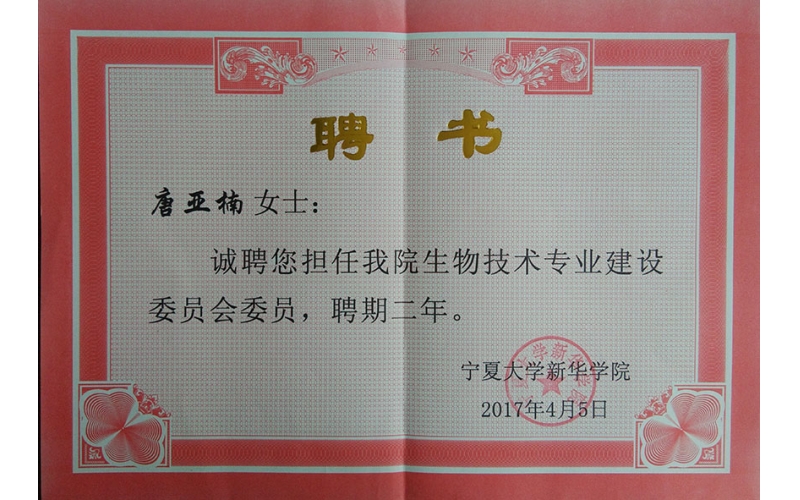 聘 书
唐亚楠 女士：
诚聘您担任我院生物技术专业建设
委员会委员，聘期二年。
宁夏大学新华学院
2017年4月5日